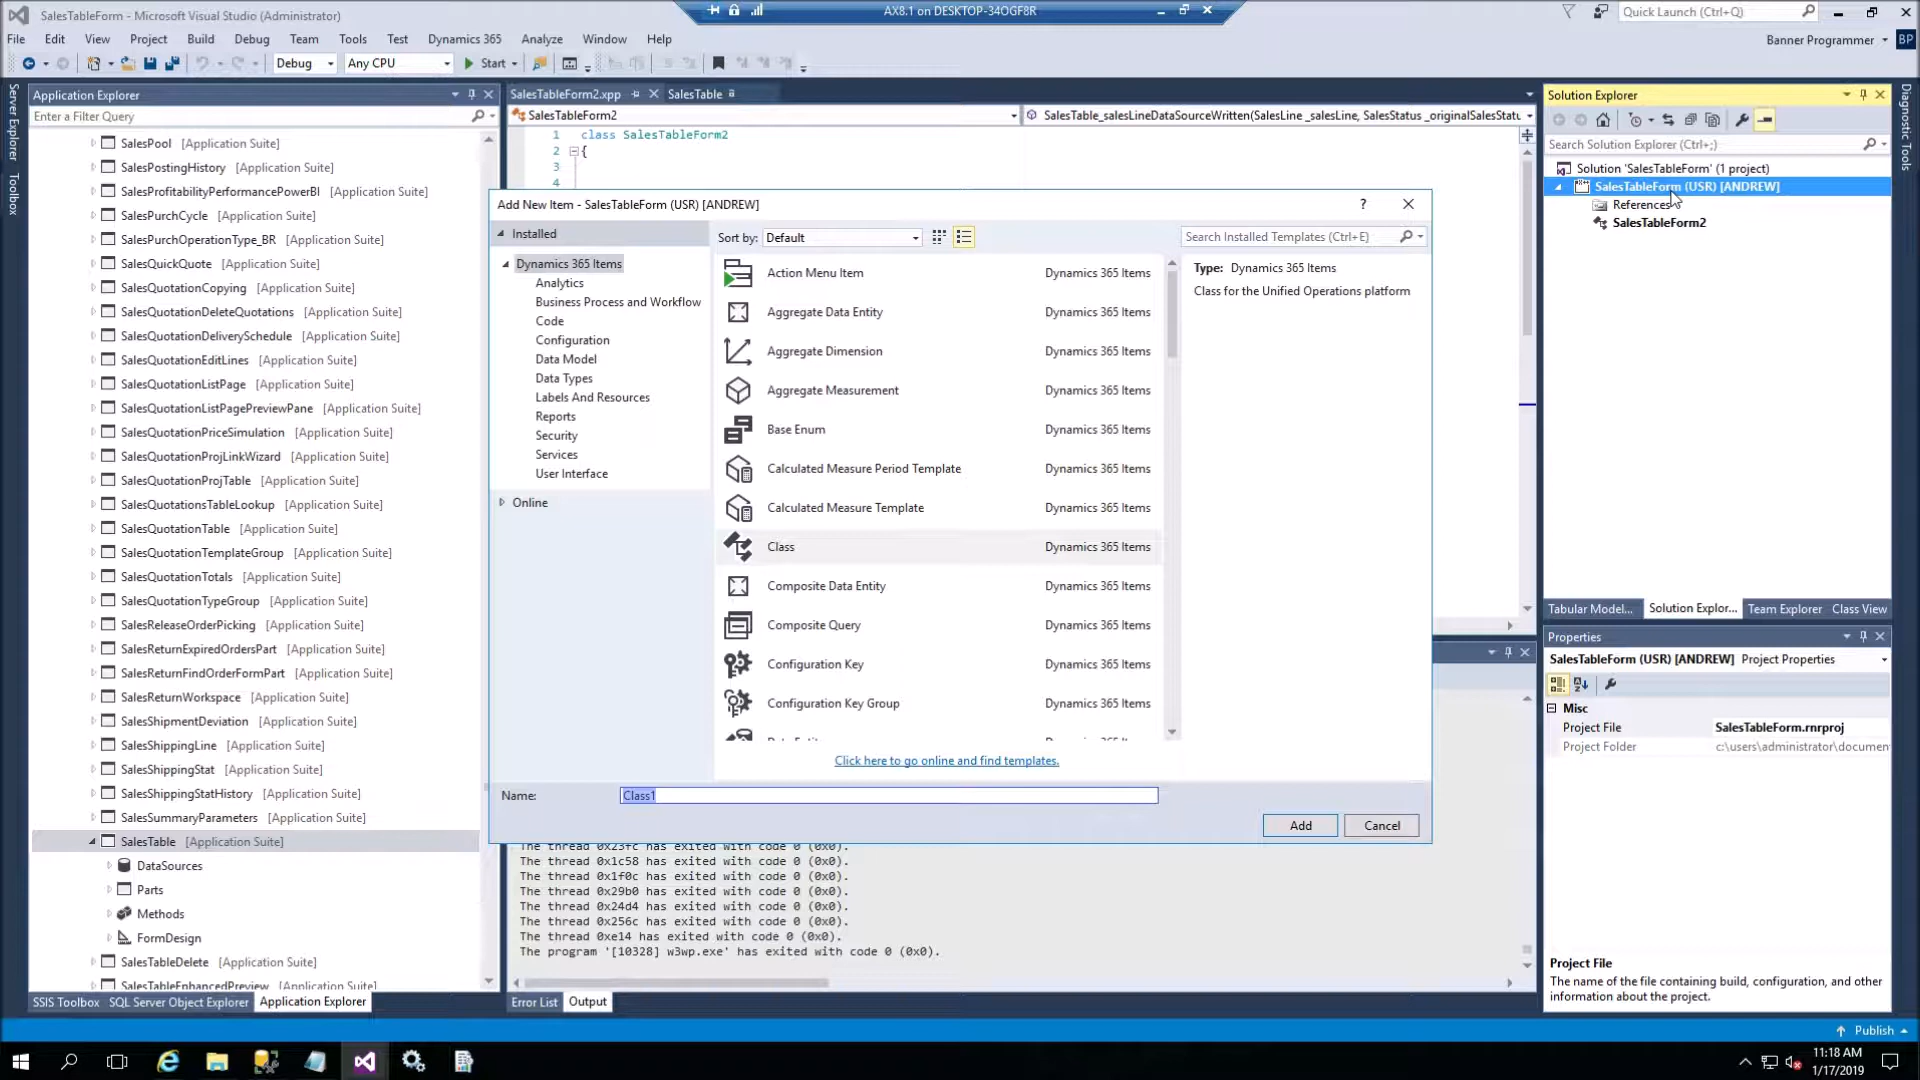 SalesTableForm - Microsoft Visual Studio (Administrator)
AX8.1 on DESKTOP-34OGF8R
Quick Launch (Ctrl+Q)
File Edit View Project Build Debug Team Tools Test Dynamics 365 Analyze Window Help
Banner Programmer BP
Debug Any CPU Start
Server Explorer
Toolbox
Application Explorer
Enter a Filter Query
SalesPool [Application Suite]
SalesPostingHistory [Application Suite]
SalesProfitabilityPerformancePowerBI [Application Suite]
SalesPurchCycle [Application Suite]
SalesPurchOperationType_BR [Application Suite]
SalesQuickQuote [Application Suite]
SalesQuotationCopying [Application Suite]
SalesQuotationDeleteQuotations [Application Suite]
SalesQuotationDeliverySchedule [Application Suite]
SalesQuotationEditLines [Application Suite]
SalesQuotationListPage [Application Suite]
SalesQuotationListPagePreviewPane [Application Suite]
SalesQuotationPriceSimulation [Application Suite]
SalesQuotationProjLinkWizard [Application Suite]
SalesQuotationProjTable [Application Suite]
SalesQuotationsTableLookup [Application Suite]
SalesQuotationTable [Application Suite]
SalesQuotationTemplateGroup [Application Suite]
SalesQuotationTotals [Application Suite]
SalesQuotationTypeGroup [Application Suite]
SalesReleaseOrderPicking [Application Suite]
SalesReturnExpiredOrdersPart [Application Suite]
SalesReturnFindOrderFormPart [Application Suite]
SalesReturnWorkspace [Application Suite]
SalesShipmentDeviation [Application Suite]
SalesShippingLine [Application Suite]
SalesShippingStat [Application Suite]
SalesShippingStatHistory [Application Suite]
SalesSummaryParameters [Application Suite]
SalesTable [Application Suite]
DataSources
Parts
Methods
FormDesign
SalesTableDelete [Application Suite]
SalesTableEnhancedPreview [Application Suite]
SSIS Toolbox SQL Server Object Explorer Application Explorer
SalesTableForm2.xpp SalesTable
SalesTableForm2 SalesTable_salesLineDataSourceWritten(SalesLine _salesLine, SalesStatus _originalSalesStatu
1 class SalesTableForm2
2 {
3
4
Add New Item - SalesTableForm (USR) [ANDREW] ?
Installed
Dynamics 365 Items
Analytics
Business Process and Workflow
Code
Configuration
Data Model
Data Types
Labels And Resources
Reports
Security
Services
User Interface
Online
Sort by: Default
Search Installed Templates (Ctrl+E)
Action Menu Item Dynamics 365 Items
Aggregate Data Entity Dynamics 365 Items
Aggregate Dimension Dynamics 365 Items
Aggregate Measurement Dynamics 365 Items
Base Enum Dynamics 365 Items
Calculated Measure Period Template Dynamics 365 Items
Calculated Measure Template Dynamics 365 Items
Class Dynamics 365 Items
Composite Data Entity Dynamics 365 Items
Composite Query Dynamics 365 Items
Configuration Key Dynamics 365 Items
Configuration Key Group Dynamics 365 Items
Type: Dynamics 365 Items
Class for the Unified Operations platform
Click here to go online and find templates.
Name: Class1
Add Cancel
The thread 0x23fc has exited with code 0 (0x0).
The thread 0x1c58 has exited with code 0 (0x0).
The thread 0x1f0c has exited with code 0 (0x0).
The thread 0x29b0 has exited with code 0 (0x0).
The thread 0x24d4 has exited with code 0 (0x0).
The thread 0x256c has exited with code 0 (0x0).
The thread 0xe14 has exited with code 0 (0x0).
The program '[10328] w3wp.exe' has exited with code 0 (0x0).
Error List Output
Solution Explorer
Search Solution Explorer (Ctrl+;)
Solution 'SalesTableForm' (1 project)
SalesTableForm (USR) [ANDREW]
References
SalesTableForm2
Tabular Model... Solution Explor... Team Explorer Class View
Properties
SalesTableForm (USR) [ANDREW] Project Properties
Misc
Project File SalesTableForm.rnrproj
Project Folder c:\users\administrator\documen
Project File
The name of the file containing build, configuration, and other
information about the project.
Diagnostic Tools
Publish
11:18 AM
1/17/2019